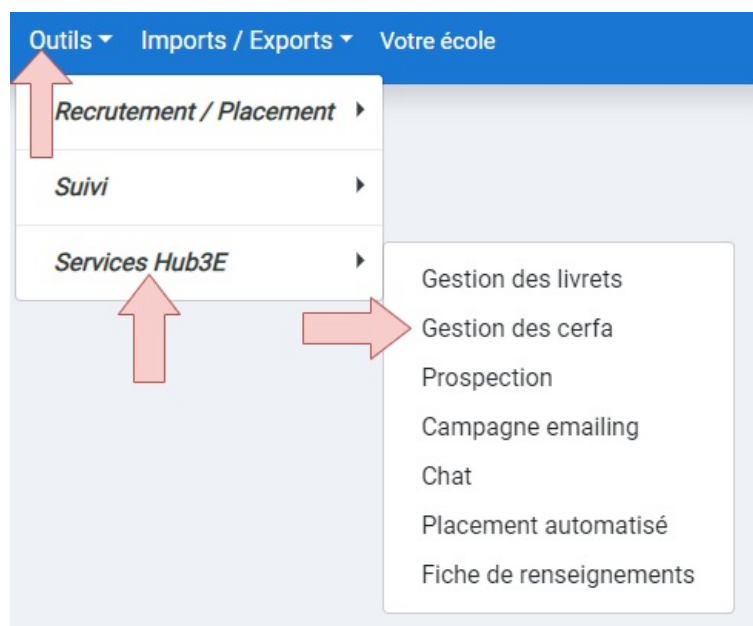 Outils Imports / Exports Votre école
Recrutement / Placement
Suivi
Services Hub3E
Gestion des livrets
Gestion des cerfa
Prospection
Campagne emailing
Chat
Placement automatisé
Fiche de renseignements